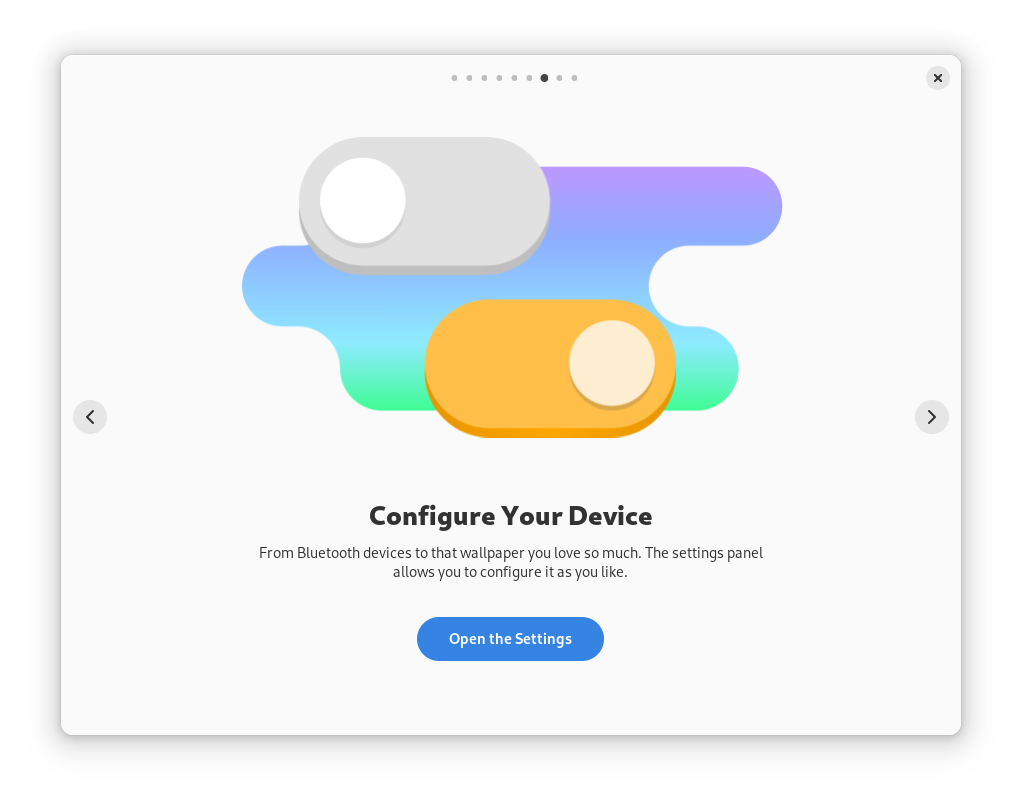 Configure Your Device
From Bluetooth devices to that wallpaper you love so much. The settings panel
allows you to configure it as you like.
Open the Settings